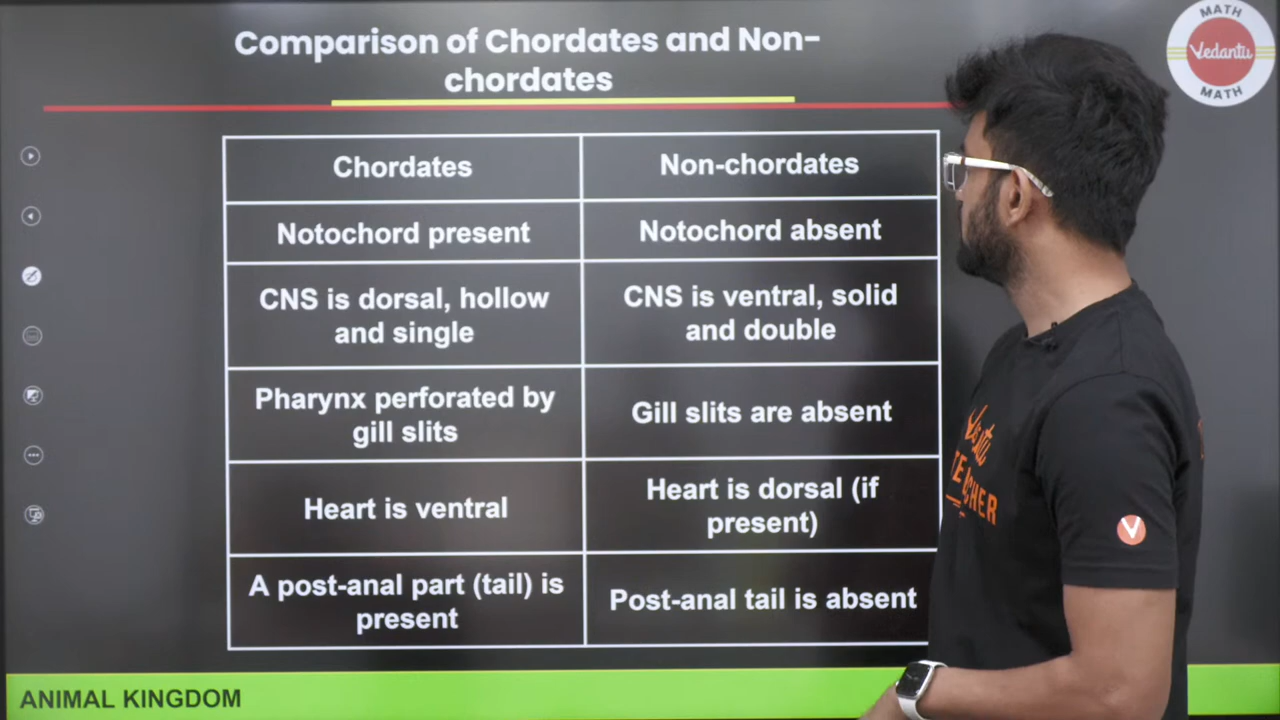 Comparison of Chordates and Non-
chordates
MATH
Vedantu
MATH
Chordates
Non-chordates
Notochord present
Notochord absent
CNS is dorsal, hollow
and single
CNS is ventral, solid
and double
Pharynx perforated by
gill slits
Gill slits are absent
Heart is ventral
Heart is dorsal (if
present)
A post-anal part (tail) is
present
Post-anal tail is absent
TEACHER
V
ANIMAL KINGDOM